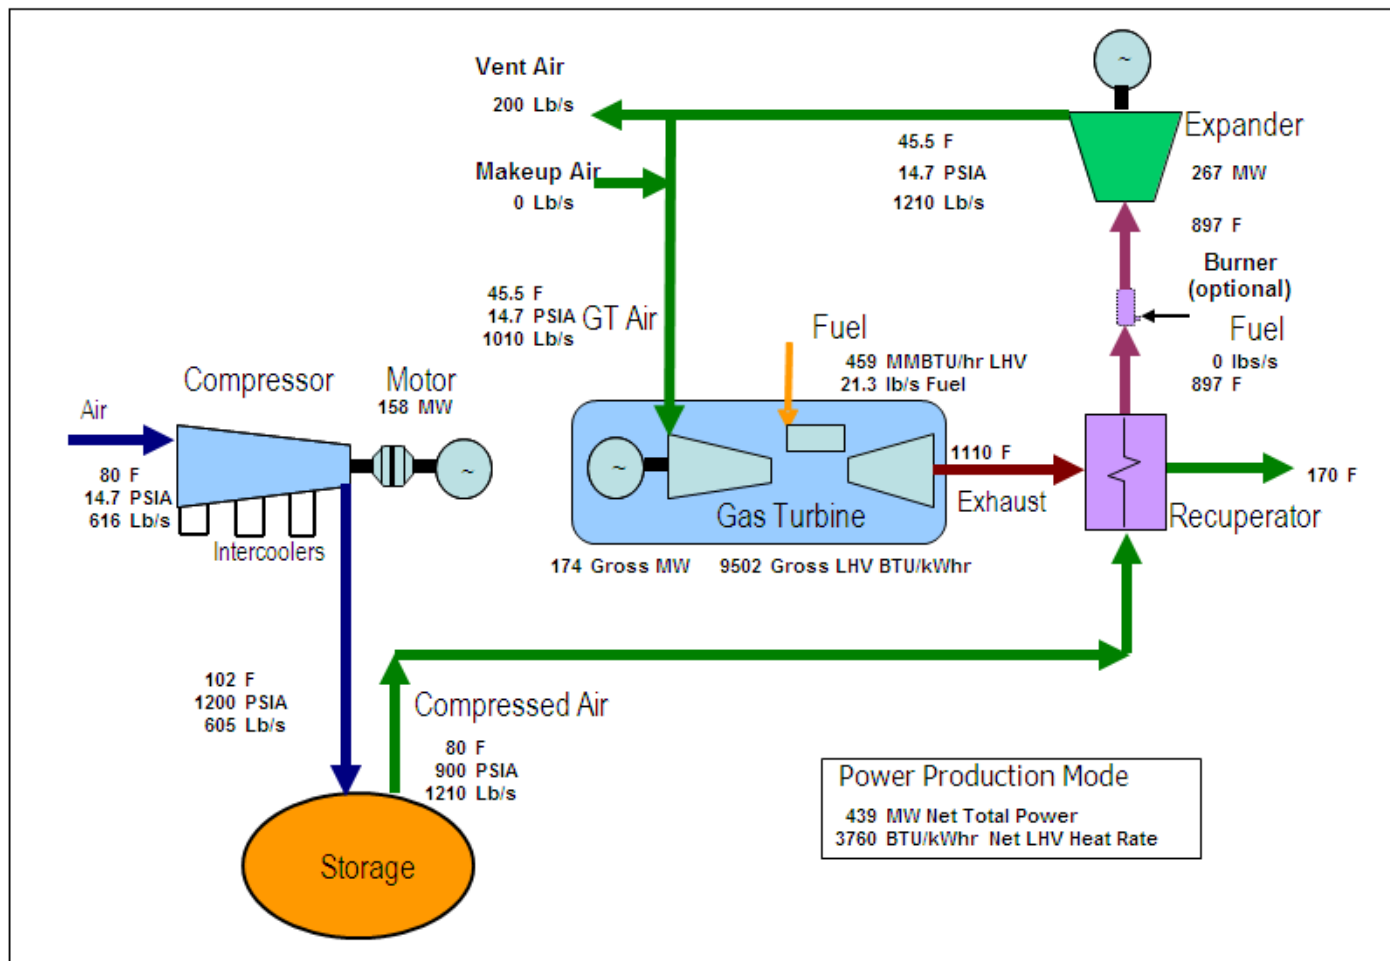 Vent Air
200 Lb/s
Makeup Air
0 Lb/s
~
Expander
267 MW
45.5 F
14.7 PSIA
1210 Lb/s
897 F
Burner
(optional)
Fuel
0 lbs/s
897 F
45.5 F
14.7 PSIA
1010 Lb/s
GT Air
Fuel
459 MMBTU/hr LHV
21.3 lb/s Fuel
Compressor
Motor
158 MW
Air
80 F
14.7 PSIA
616 Lb/s
~
Intercoolers
~
Gas Turbine
1110 F
Exhaust
170 F
Recuperator
174 Gross MW
9502 Gross LHV BTU/kWhr
102 F
1200 PSIA
605 Lb/s
Compressed Air
80 F
900 PSIA
1210 Lb/s
Storage
Power Production Mode
439 MW Net Total Power
3760 BTU/kWhr Net LHV Heat Rate